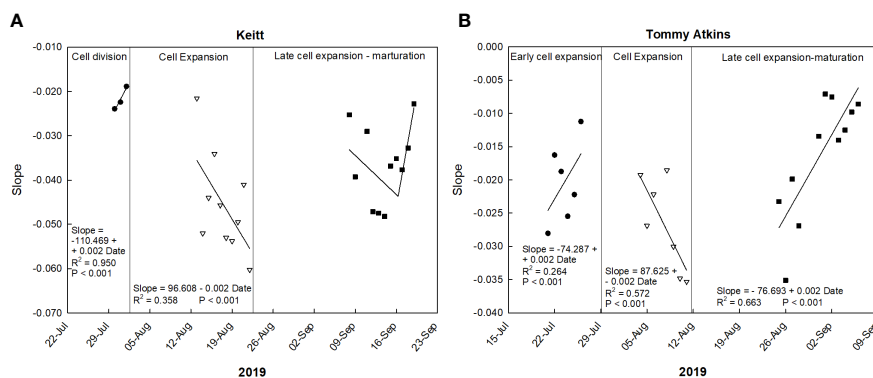 A
Keitt
-0.010
-0.020
-0.030
-0.040
-0.050
-0.060
-0.070
Slope
Cell division
Cell Expansion
Late cell expansion - marturation
Slope =
-110.469 +
+ 0.002 Date
R² = 0.950
P < 0.001
Slope = 96.608 – 0.002 Date
R² = 0.358 P < 0.001
22-Jul
29-Jul
05-Aug
12-Aug
19-Aug
26-Aug
02-Sep
09-Sep
16-Sep
23-Sep
2019
B
Tommy Atkins
0.000
-0.005
-0.010
-0.015
-0.020
-0.025
-0.030
-0.035
-0.040
Slope
Early cell expansion
Cell Expansion
Late cell expansion-maturation
Slope = -74.287 +
+ 0.002 Date
R² = 0.264
P < 0.001
Slope = 87.625 +
- 0.002 Date
R² = 0.572
P < 0.001
Slope = - 76.693 + 0.002 Date
R² = 0.663 P < 0.001
15-Jul
22-Jul
29-Jul
05-Aug
12-Aug
19-Aug
26-Aug
02-Sep
09-Sep
2019